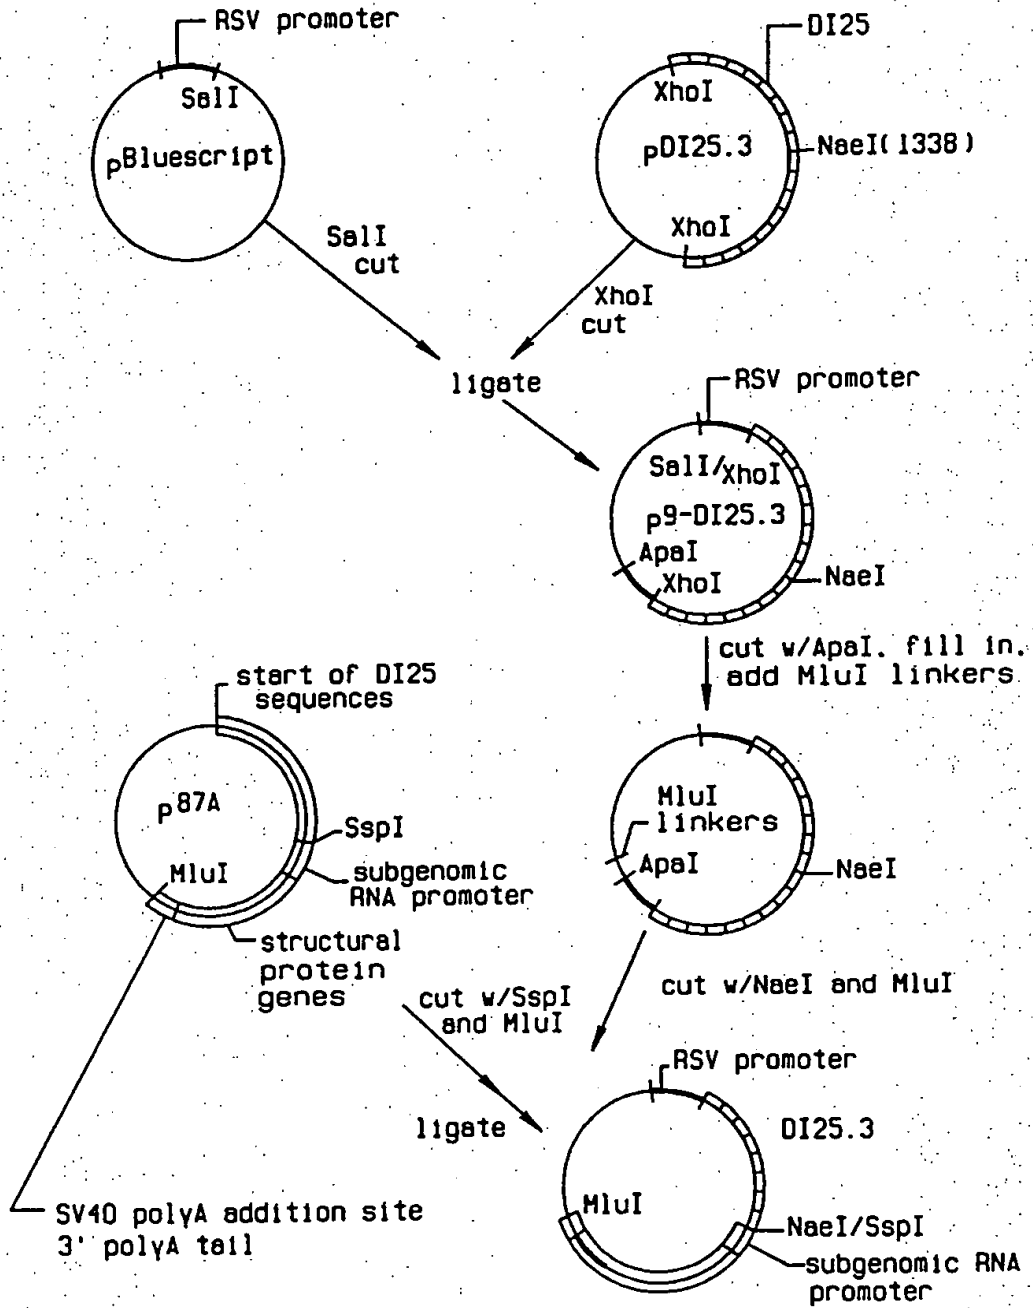 RSV promoter
SalI
pBluescript
DI25
XhoI
pDI25.3
NaeI(1338)
XhoI
SalI
cut
XhoI
cut
ligate
RSV promoter
SalI/XhoI
p9-DI25.3
ApaI
XhoI
NaeI
cut w/ApaI. fill in.
add MluI linkers
start of DI25
sequences
p87A
SspI
MluI
subgenomic
RNA promoter
structural
protein
genes
MluI
linkers
ApaI
NaeI
cut w/SspI
and MluI
cut w/NaeI and MluI
ligate
RSV promoter
DI25.3
MluI
NaeI/SspI
subgenomic RNA
promoter
SV40 polyA addition site
3' polyA tail